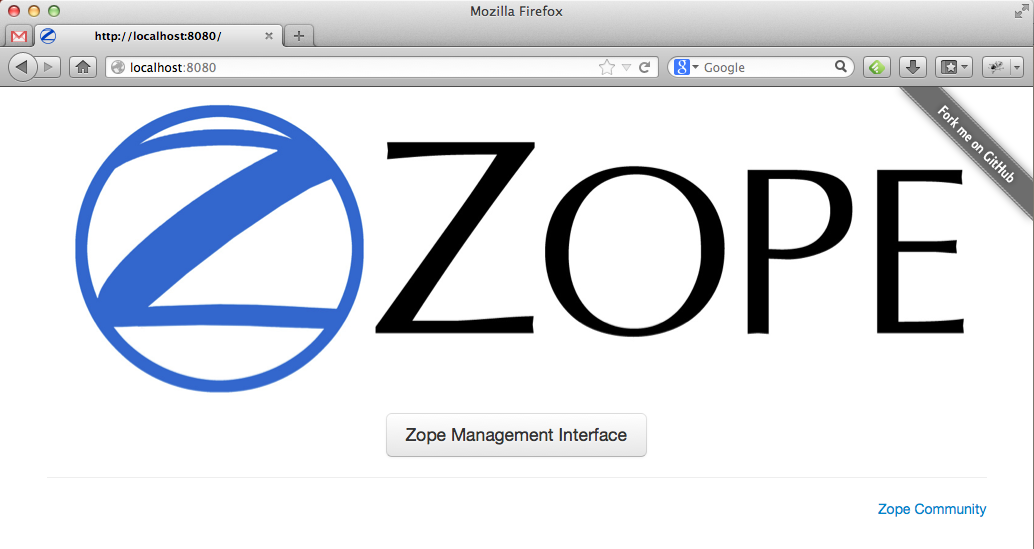 Mozilla Firefox
http://localhost:8080/
localhost:8080
Google
Fork me on GitHub
ZOPE
Zope Management Interface
Zope Community